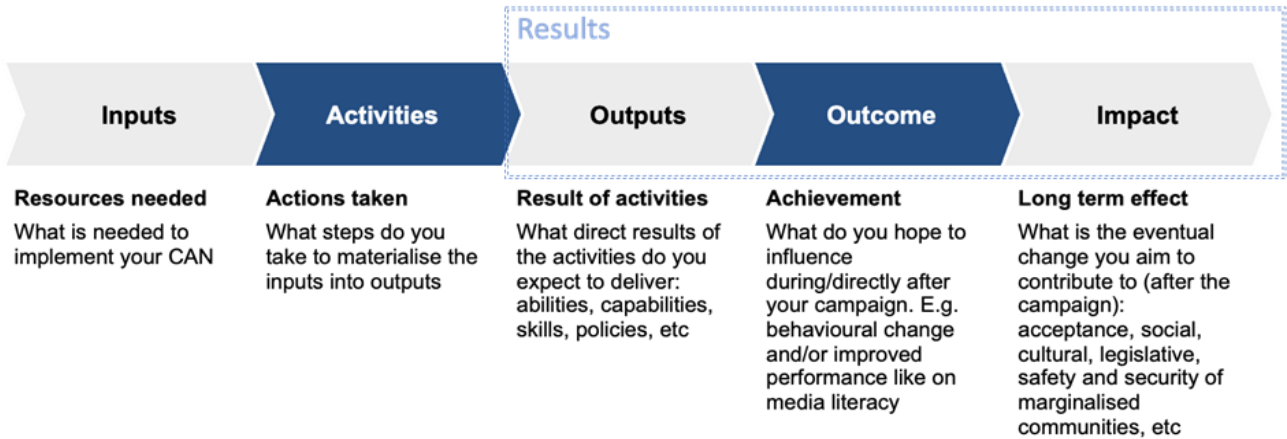 Results
Inputs
Activities
Outputs
Outcome
Impact
Resources needed
What is needed to
implement your CAN
Actions taken
What steps do you
take to materialise the
inputs into outputs
Result of activities
What direct results of
the activities do you
expect to deliver:
abilities, capabilities,
skills, policies, etc
Achievement
What do you hope to
influence
during/directly after
your campaign. E.g.
behavioural change
and/or improved
performance like on
media literacy
Long term effect
What is the eventual
change you aim to
contribute to (after the
campaign):
acceptance, social,
cultural, legislative,
safety and security of
marginalised
communities, etc